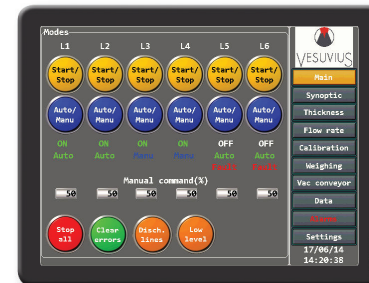 Modes
L1 L2 L3 L4 L5 L6
Start/ Start/ Start/ Start/ Start/ Start/
Stop Stop Stop Stop Stop Stop
Auto/ Auto/ Auto/ Auto/ Auto/ Auto/
Manu Manu Manu Manu Manu Manu
ON ON ON ON OFF OFF
Auto Auto Manu Manu Auto Auto
Fault Fault
Manual command(%)
50 50 50 50 50 50
Stop Clear Disch. Low
all errors lines level
VESUVIUS
Main
Synoptic
Thickness
Flow rate
Calibration
Weighing
Vac conveyor
Data
Alarms
Settings
17/06/14
14:20:38